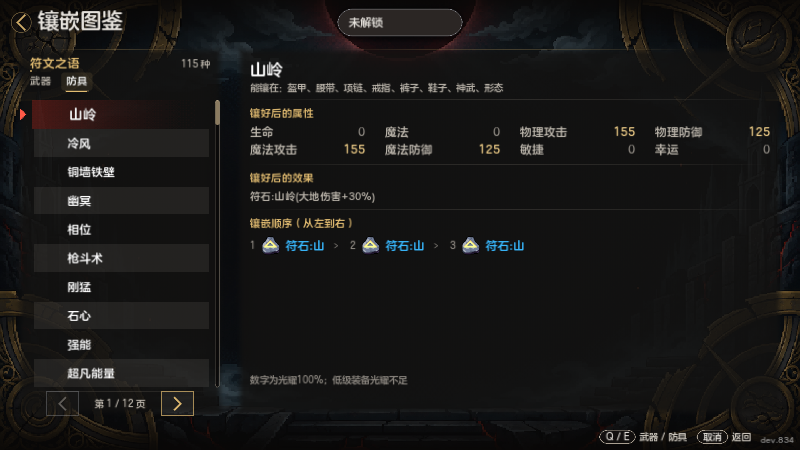 镶嵌图鉴
未解锁
符文之语 115种
武器 防具
山岭
冷风
铜墙铁壁
幽冥
相位
枪斗术
刚猛
石心
强能
超凡能量
第1/12页
山岭
能镶在：盔甲、腰带、项链、戒指、裤子、鞋子、神武、形态
镶好后的属性
生命 0 魔法 0 物理攻击 155 物理防御 125
魔法攻击 155 魔法防御 125 敏捷 0 幸运 0
镶好后的效果
符石:山岭(大地伤害+30%)
镶嵌顺序（从左到右）
1 符石:山 > 2 符石:山 > 3 符石:山
数字为光耀100%；低级装备光耀不足
Q / E 武器 / 防具 取消 返回 dev.834